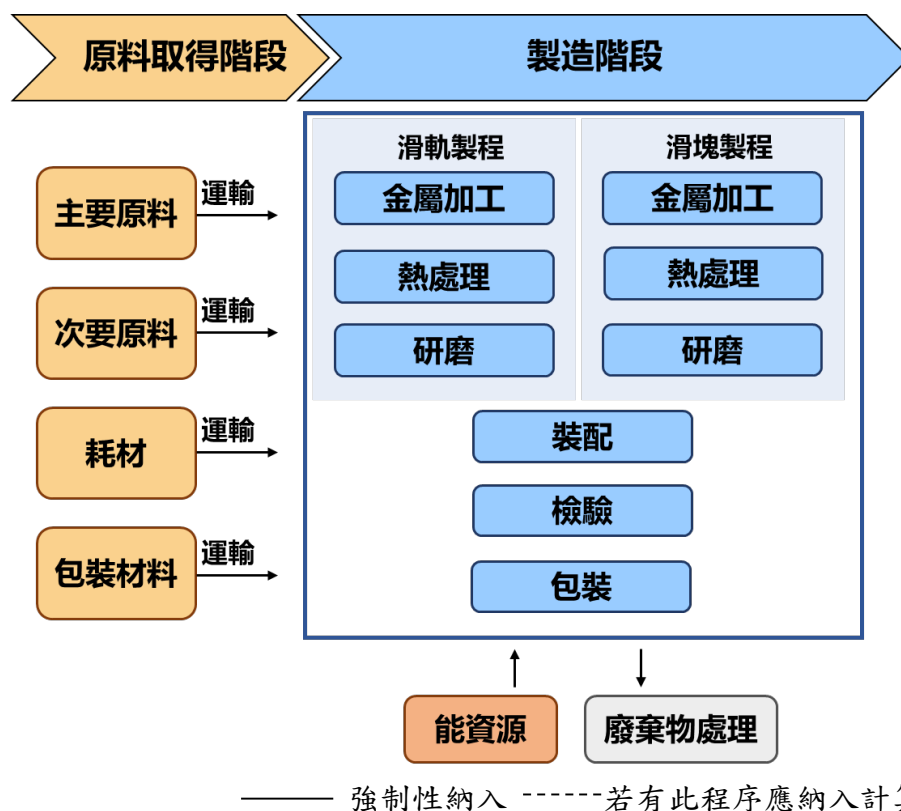 原料取得階段
製造階段
滑軌製程
滑塊製程
主要原料
運輸
金屬加工
金屬加工
次要原料
運輸
熱處理
熱處理
研磨
研磨
耗材
運輸
裝配
檢驗
包裝材料
運輸
包裝
能資源
廢棄物處理
強制性納入
若有此程序應納入計